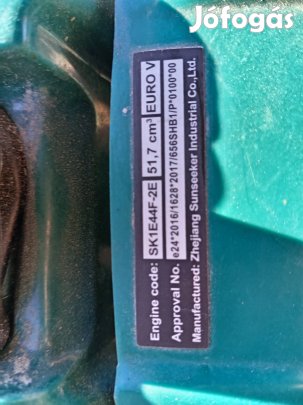 Jófogás
Engine code: SK1E44F-2E 51,7 cm³ EURO V
Approval No. e24*2016/1628*2017/656SHB1/P*0100*00
Manufactured: Zhejiang Sunseeker Industrial Co.,Ltd.